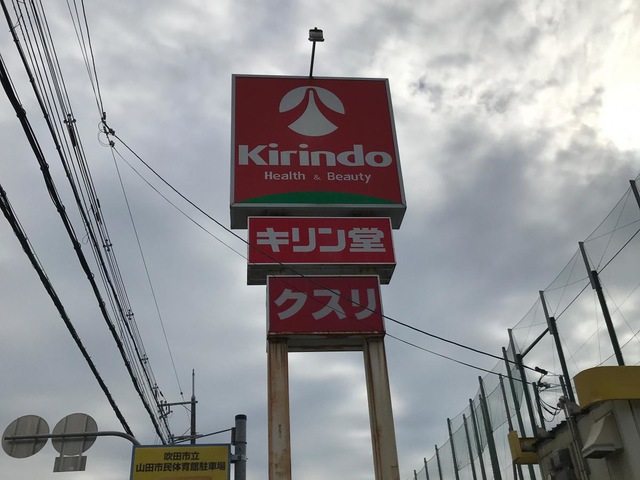 Kirindo
Health & Beauty
キリン堂
クスリ
吹田市立
山田市民体育館駐車場